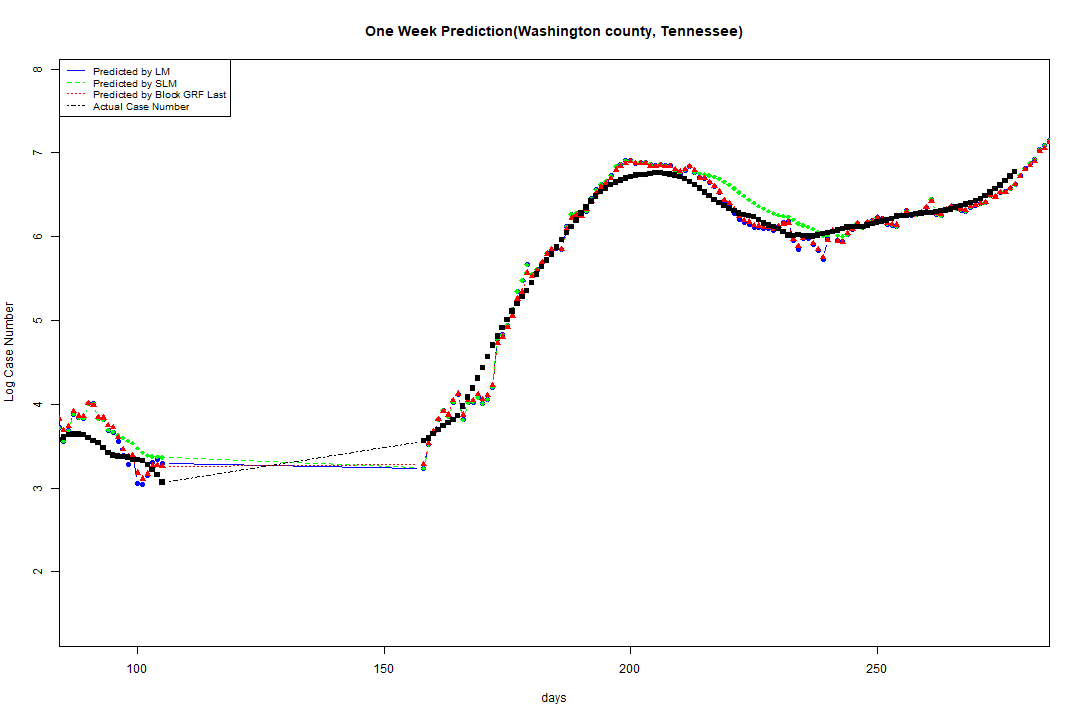 One Week Prediction(Washington county, Tennessee)
Predicted by LM
Predicted by SLM
Predicted by Block GRF Last
Actual Case Number
8
7
6
5
4
3
2
Log Case Number
100 150 200 250
days